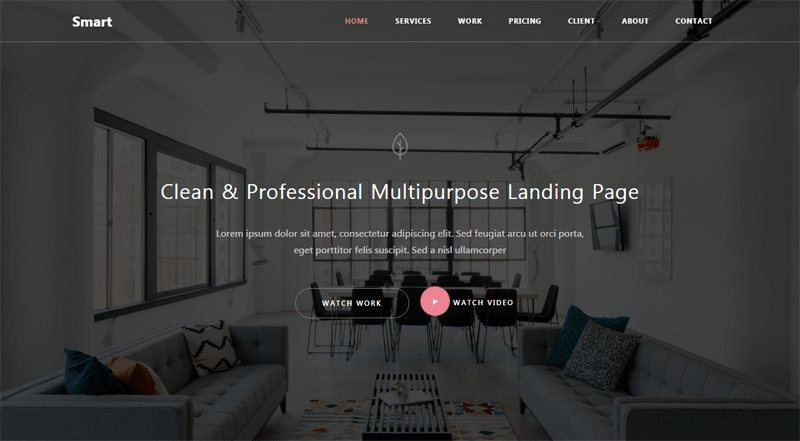 Smart
HOME SERVICES WORK PRICING CLIENT ABOUT CONTACT
Clean & Professional Multipurpose Landing Page
Lorem ipsum dolor sit amet, consectetur adipiscing elit. Sed feugiat arcu ut orci porta,
eget porttitor felis suscipit. Sed a nisl ullamcorper
WATCH WORK
WATCH VIDEO